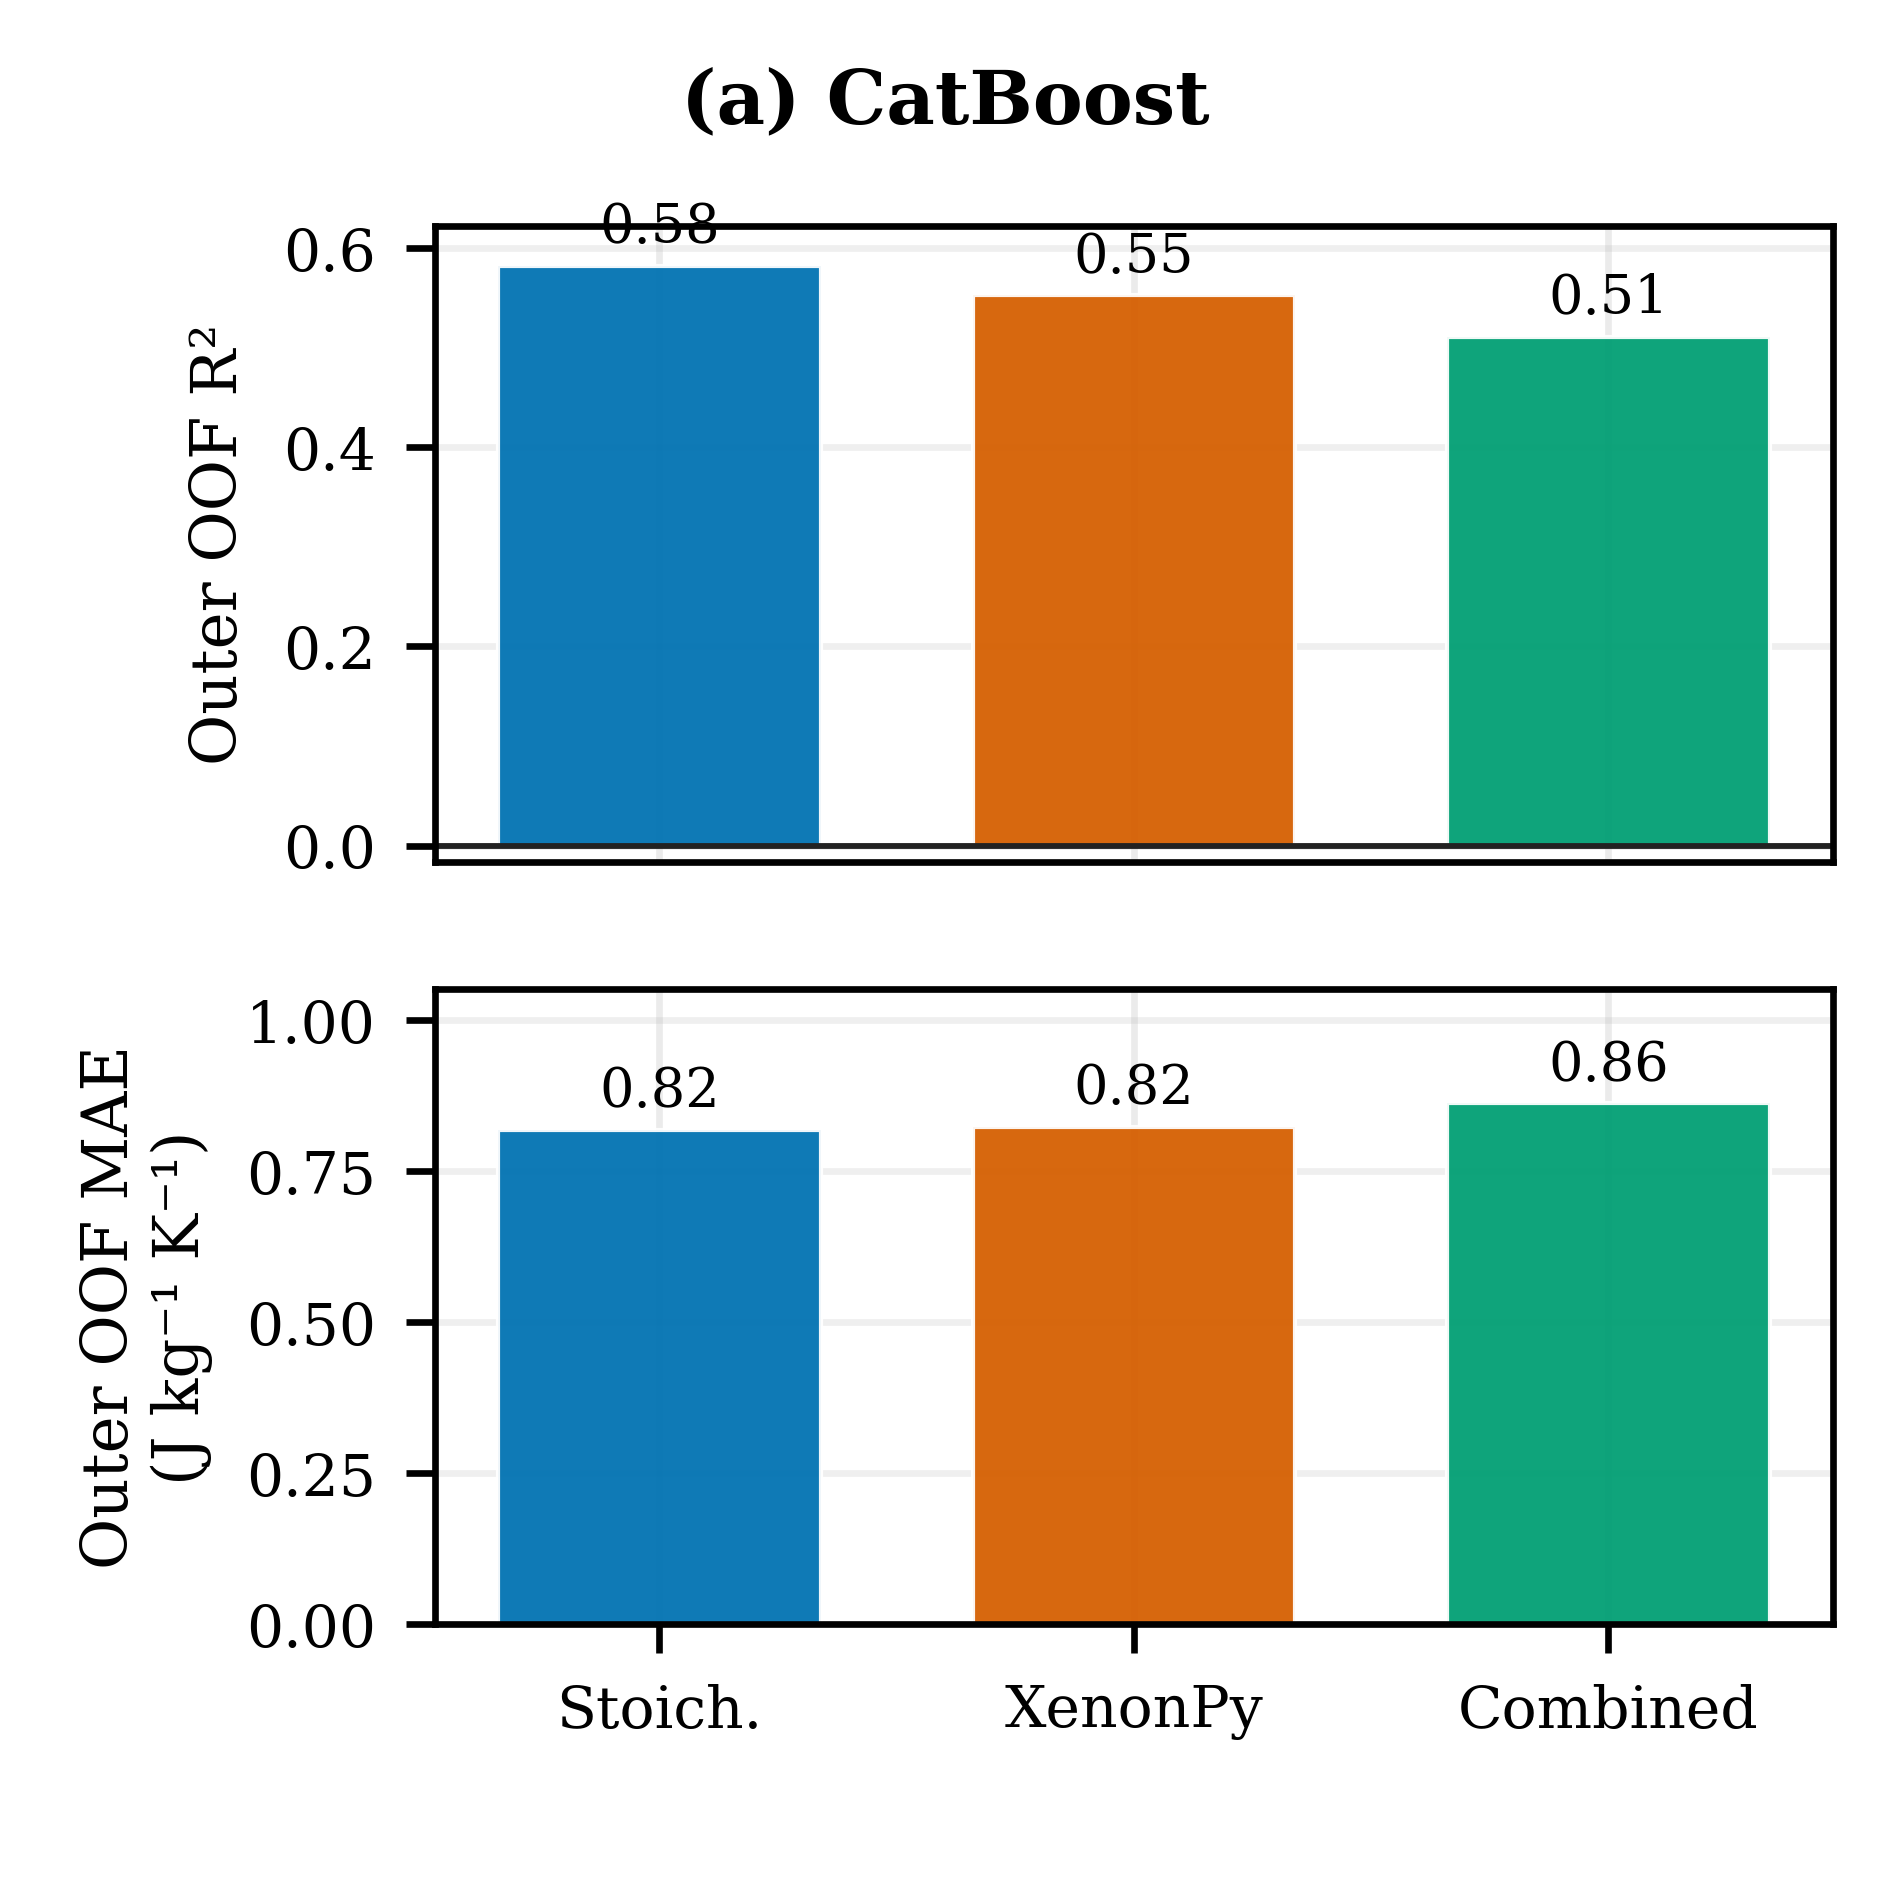 (a) CatBoost
0.58
0.55
0.51
0.6
0.4
0.2
0.0
Outer OOF R²
0.82
0.82
0.86
1.00
0.75
0.50
0.25
0.00
Outer OOF MAE
(J kg⁻¹ K⁻¹)
Stoich.
XenonPy
Combined